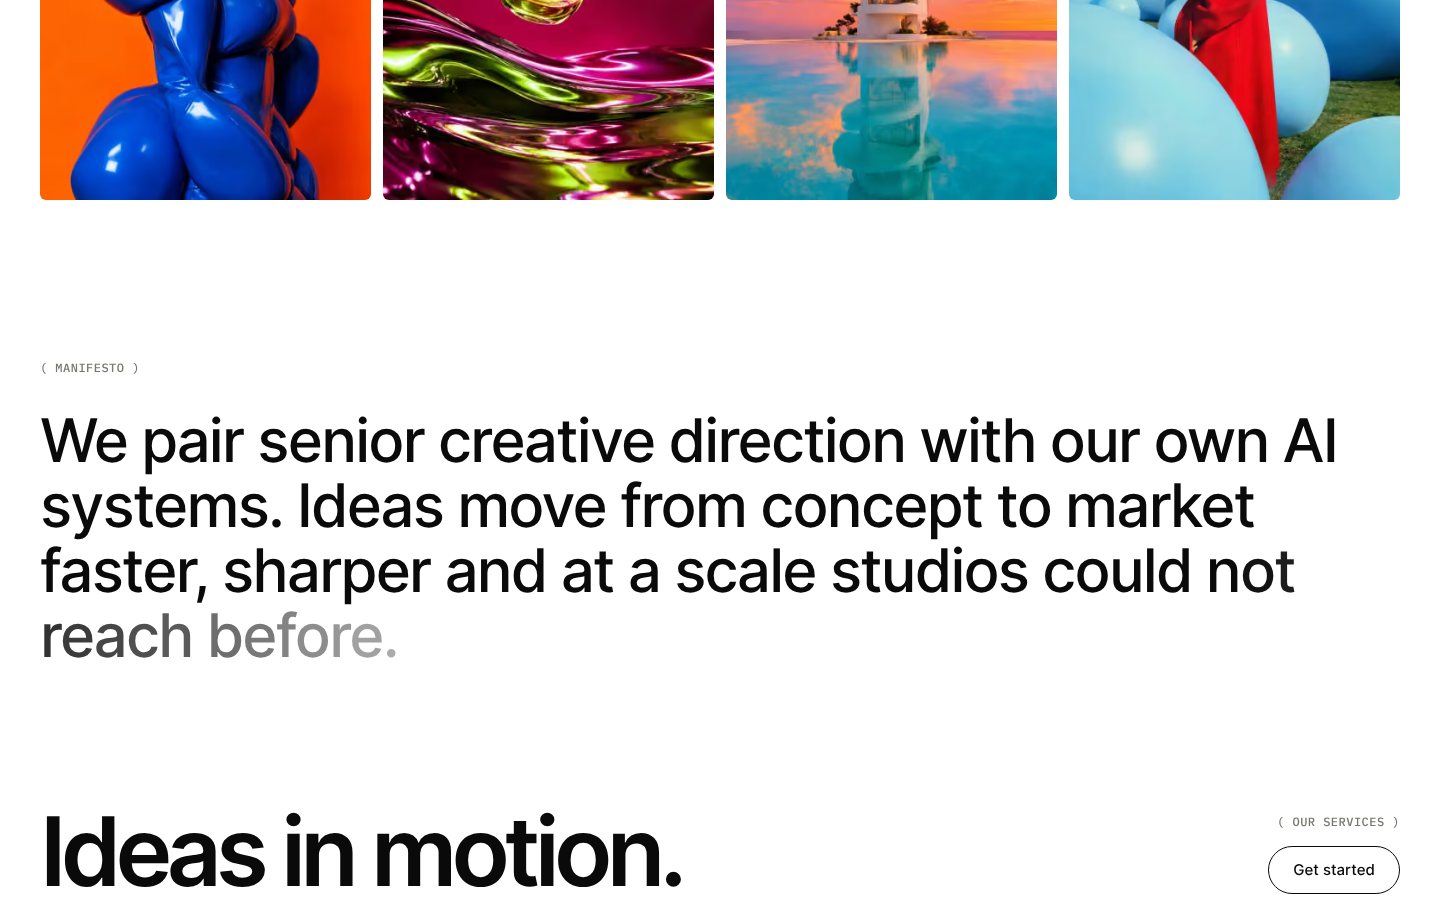 ( MANIFESTO )
We pair senior creative direction with our own AI
systems. Ideas move from concept to market
faster, sharper and at a scale studios could not
reach before.
Ideas in motion.
( OUR SERVICES )
Get started